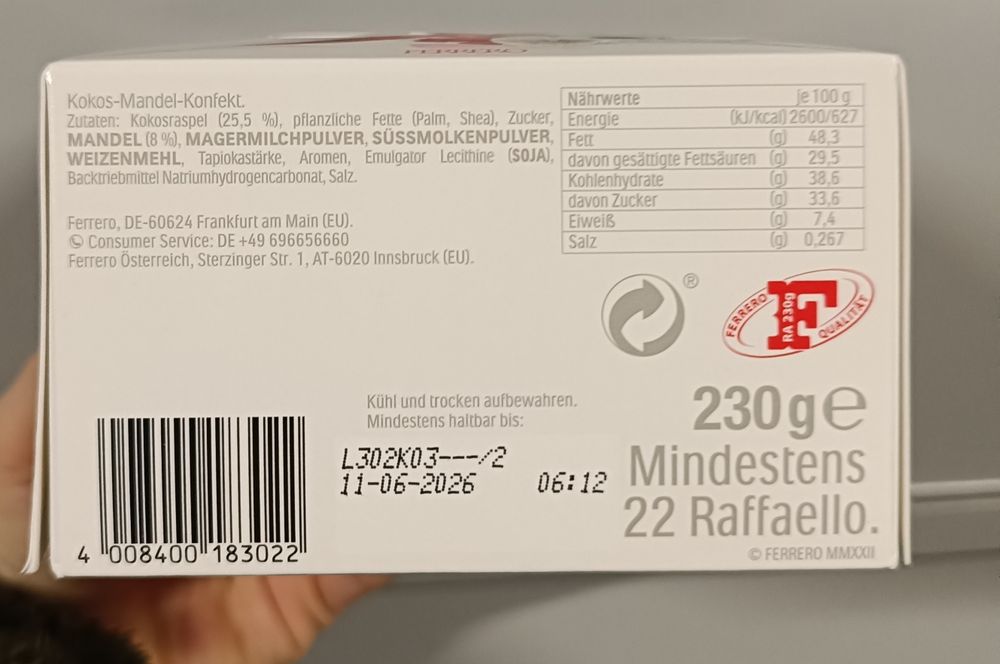 FERRERO
Kokos-Mandel-Konfekt.
Zutaten: Kokosraspel (25,5 %), pflanzliche Fette (Palm, Shea), Zucker,
MANDEL (8 %), MAGERMILCHPULVER, SÜSSMOLKENPULVER,
WEIZENMEHL, Tapiokastärke, Aromen, Emulgator Lecithine (SOJA),
Backtriebmittel Natriumhydrogencarbonat, Salz.
Ferrero, DE-60624 Frankfurt am Main (EU).
Consumer Service: DE +49 696656660
Ferrero Österreich, Sterzinger Str. 1, AT-6020 Innsbruck (EU).
Nährwerte je 100 g
Energie (kJ/kcal) 2600/627
Fett (g) 48,3
davon gesättigte Fettsäuren (g) 29,5
Kohlenhydrate (g) 38,6
davon Zucker (g) 33,6
Eiweiß (g) 7,4
Salz (g) 0,267
®
FERRERO
F
RA 230g
QUALITÄT
Kühl und trocken aufbewahren.
Mindestens haltbar bis:
L302K03---/2
11-06-2026 06:12
230 g e
Mindestens
22 Raffaello.
© FERRERO MMXXII
4 008400 183022